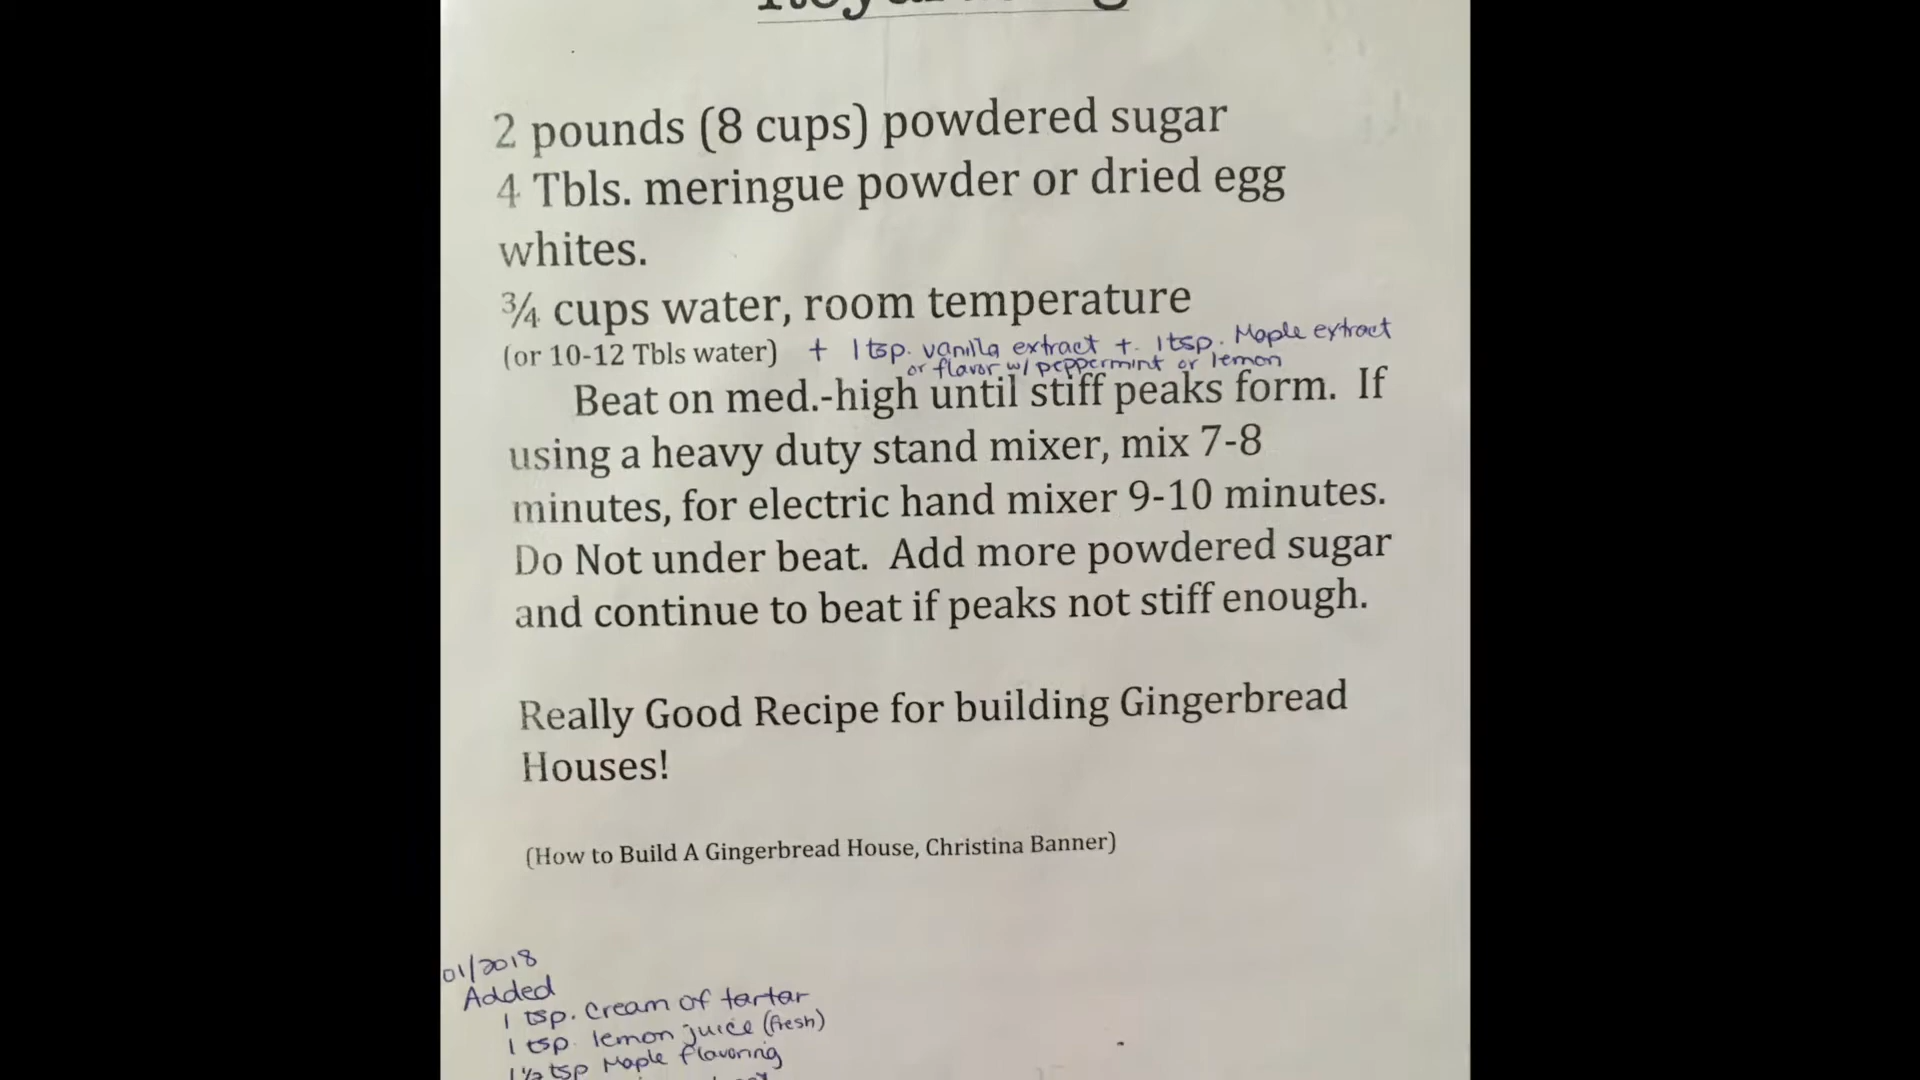 2 pounds (8 cups) powdered sugar
4 Tbls. meringue powder or dried egg
whites.
¾ cups water, room temperature
(or 10-12 Tbls water) + 1 tsp. vanilla extract + 1 tsp. Maple extract
or flavor w/ peppermint or lemon
Beat on med.-high until stiff peaks form. If
using a heavy duty stand mixer, mix 7-8
minutes, for electric hand mixer 9-10 minutes.
Do Not under beat. Add more powdered sugar
and continue to beat if peaks not stiff enough.
Really Good Recipe for building Gingerbread
Houses!
(How to Build A Gingerbread House, Christina Banner)
01/2018
Added
1 tsp. Cream of tartar
1 tsp. lemon juice (fresh)
1½ tsp Maple flavoring